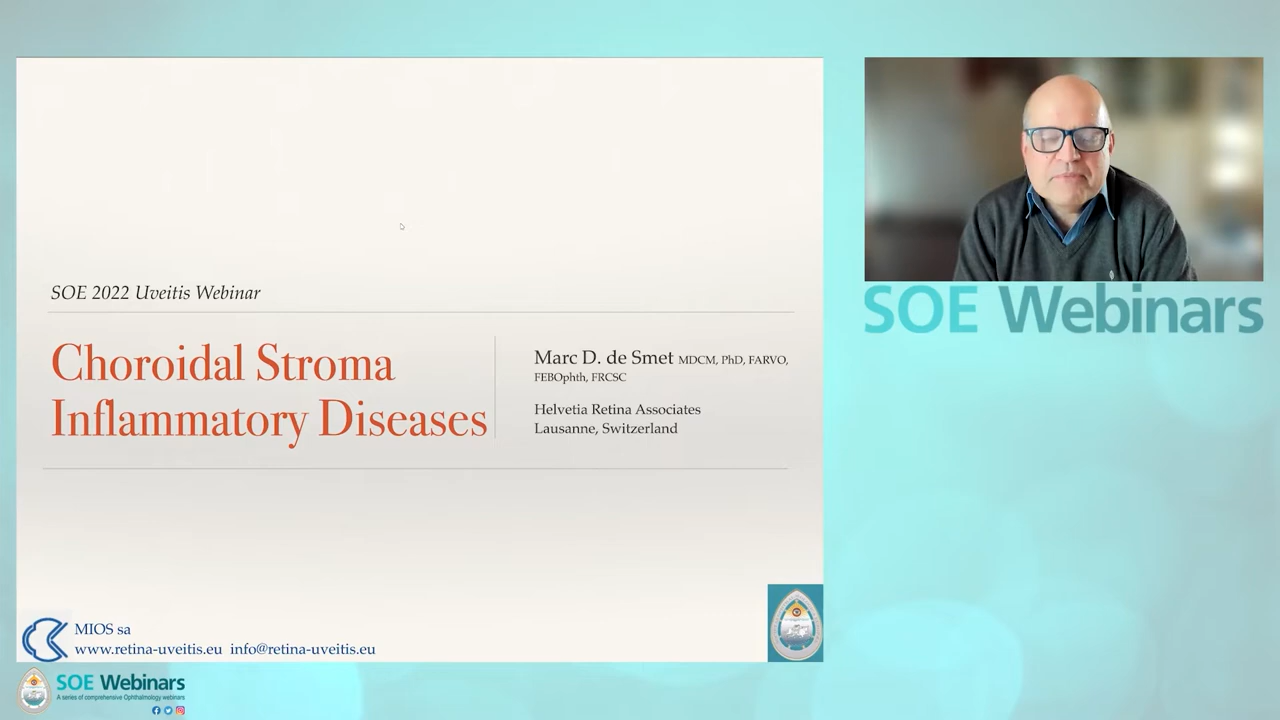 SOE 2022 Uveitis Webinar
Choroidal Stroma
Inflammatory Diseases
Marc D. de Smet MDCM, PhD, FARVO,
FEBOphth, FRCSC
Helvetia Retina Associates
Lausanne, Switzerland
MIOS sa
www.retina-uveitis.eu info@retina-uveitis.eu
SOE Webinars
SOE Webinars
A series of comprehensive Ophthalmology webinars